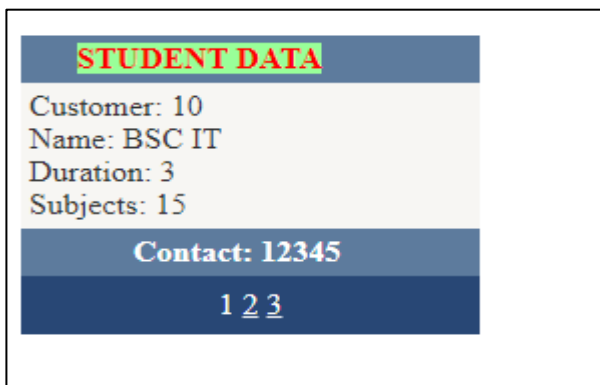 STUDENT DATA
Customer: 10
Name: BSC IT
Duration: 3
Subjects: 15
Contact: 12345
1 2 3